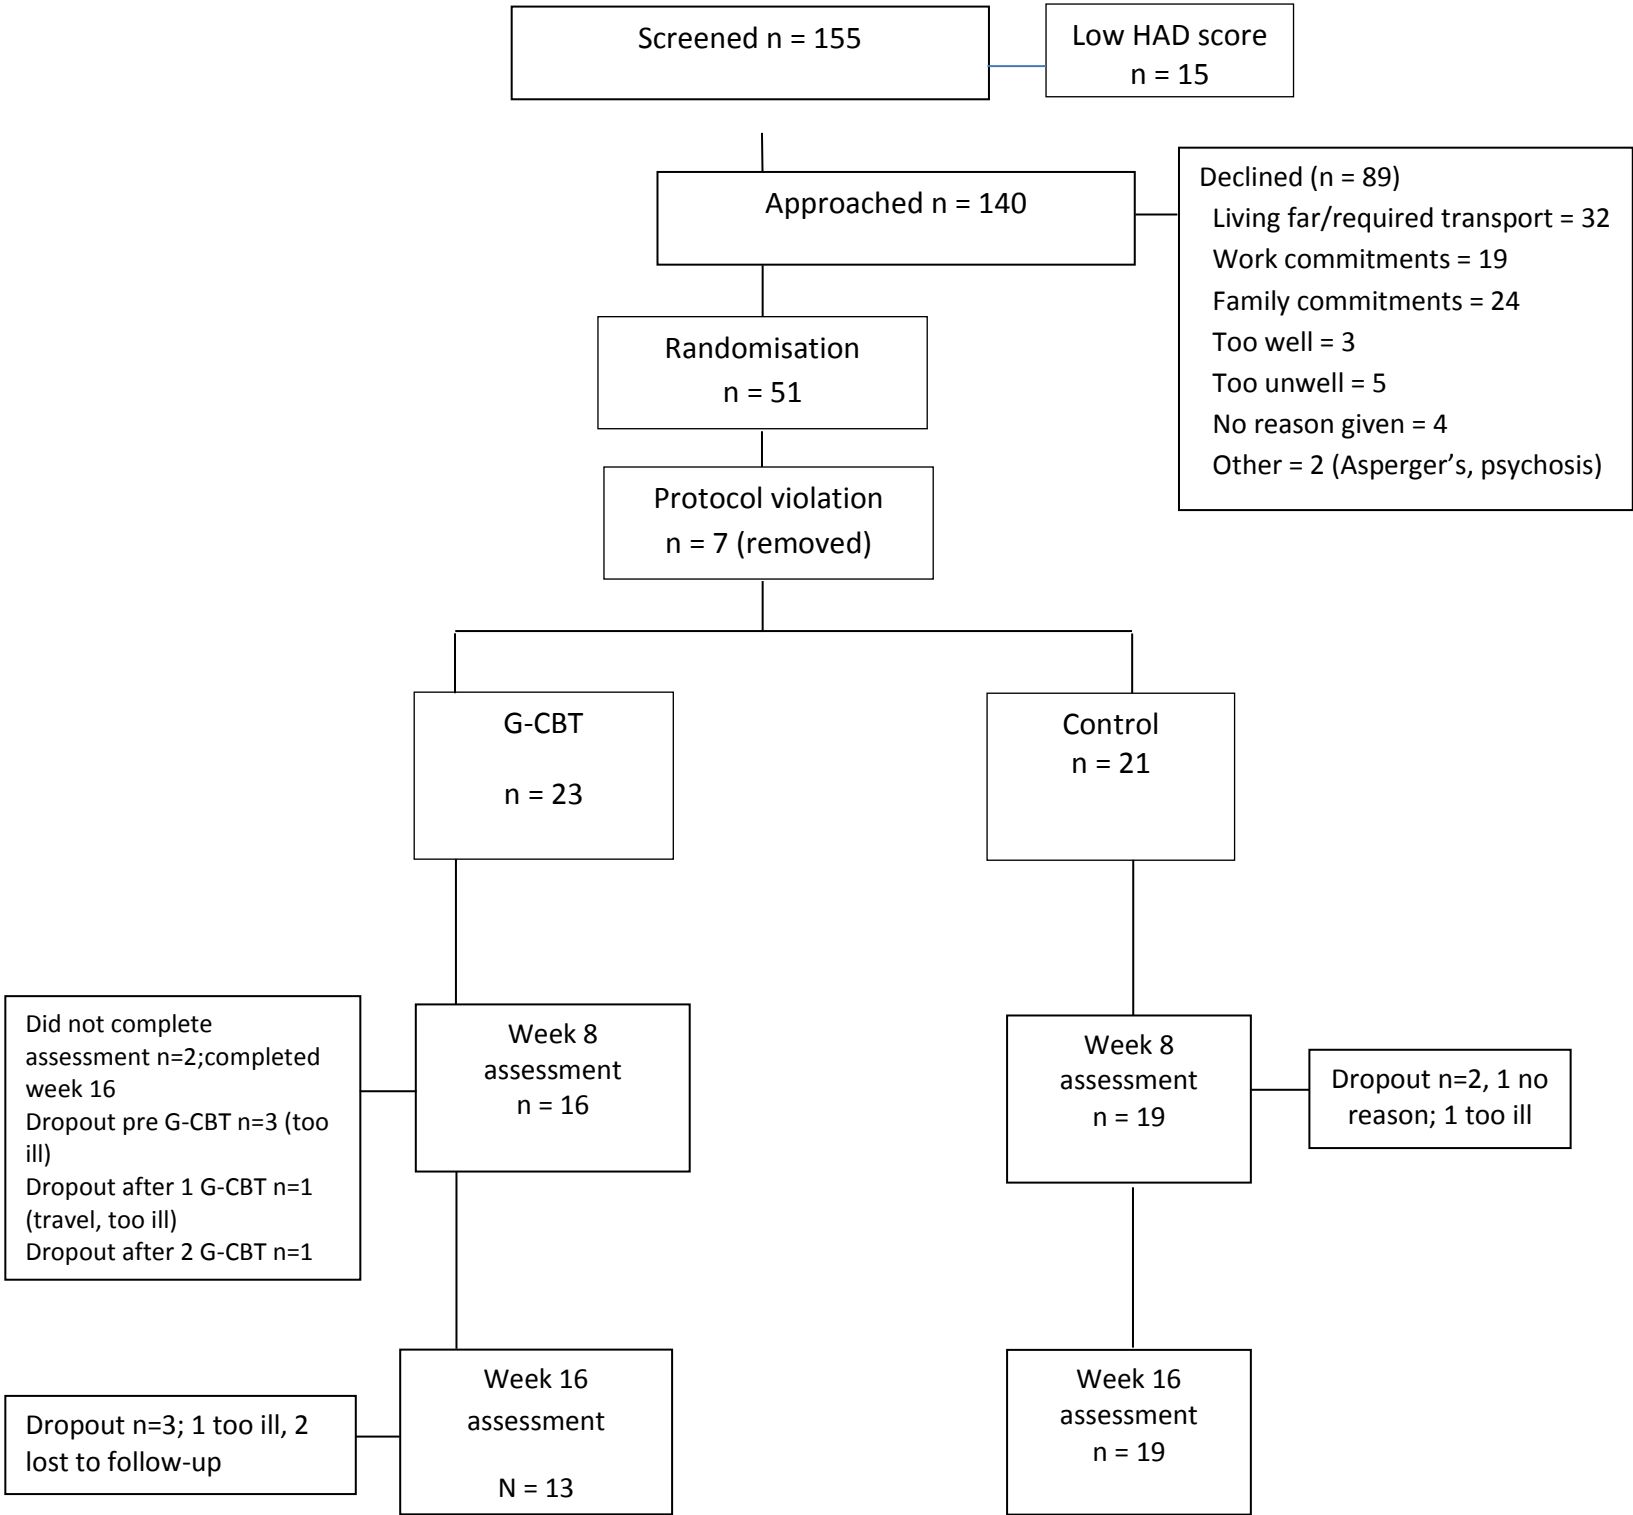 Screened n = 155
Low HAD score
n = 15
Approached n = 140
Declined (n = 89)
Living far/required transport = 32
Work commitments = 19
Family commitments = 24
Too well = 3
Too unwell = 5
No reason given = 4
Other = 2 (Asperger’s, psychosis)
Randomisation
n = 51
Protocol violation
n = 7 (removed)
G-CBT
n = 23
Control
n = 21
Did not complete
assessment n=2;completed
week 16
Dropout pre G-CBT n=3 (too
ill)
Dropout after 1 G-CBT n=1
(travel, too ill)
Dropout after 2 G-CBT n=1
Week 8
assessment
n = 16
Week 8
assessment
n = 19
Dropout n=2, 1 no
reason; 1 too ill
Dropout n=3; 1 too ill, 2
lost to follow-up
Week 16
assessment
N = 13
Week 16
assessment
n = 19